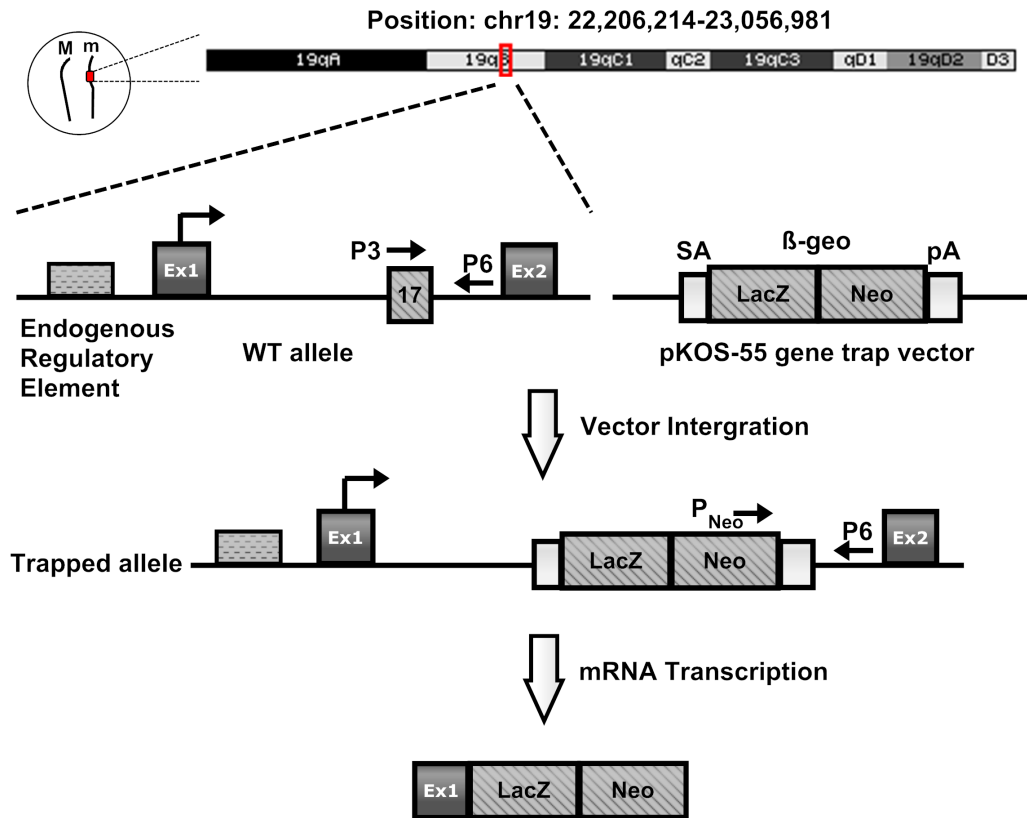 Position: chr19: 22,206,214-23,056,981
M m
19qA 19qB 19qC1 qC2 19qC3 qD1 19qD2 D3
ß-geo
P3 SA pA
Ex1 P6 Ex2
17 LacZ Neo
Endogenous
Regulatory
Element
WT allele
pKOS-55 gene trap vector
Vector Intergration
P Neo
Ex1 P6 Ex2
Trapped allele LacZ Neo
mRNA Transcription
Ex1 LacZ Neo